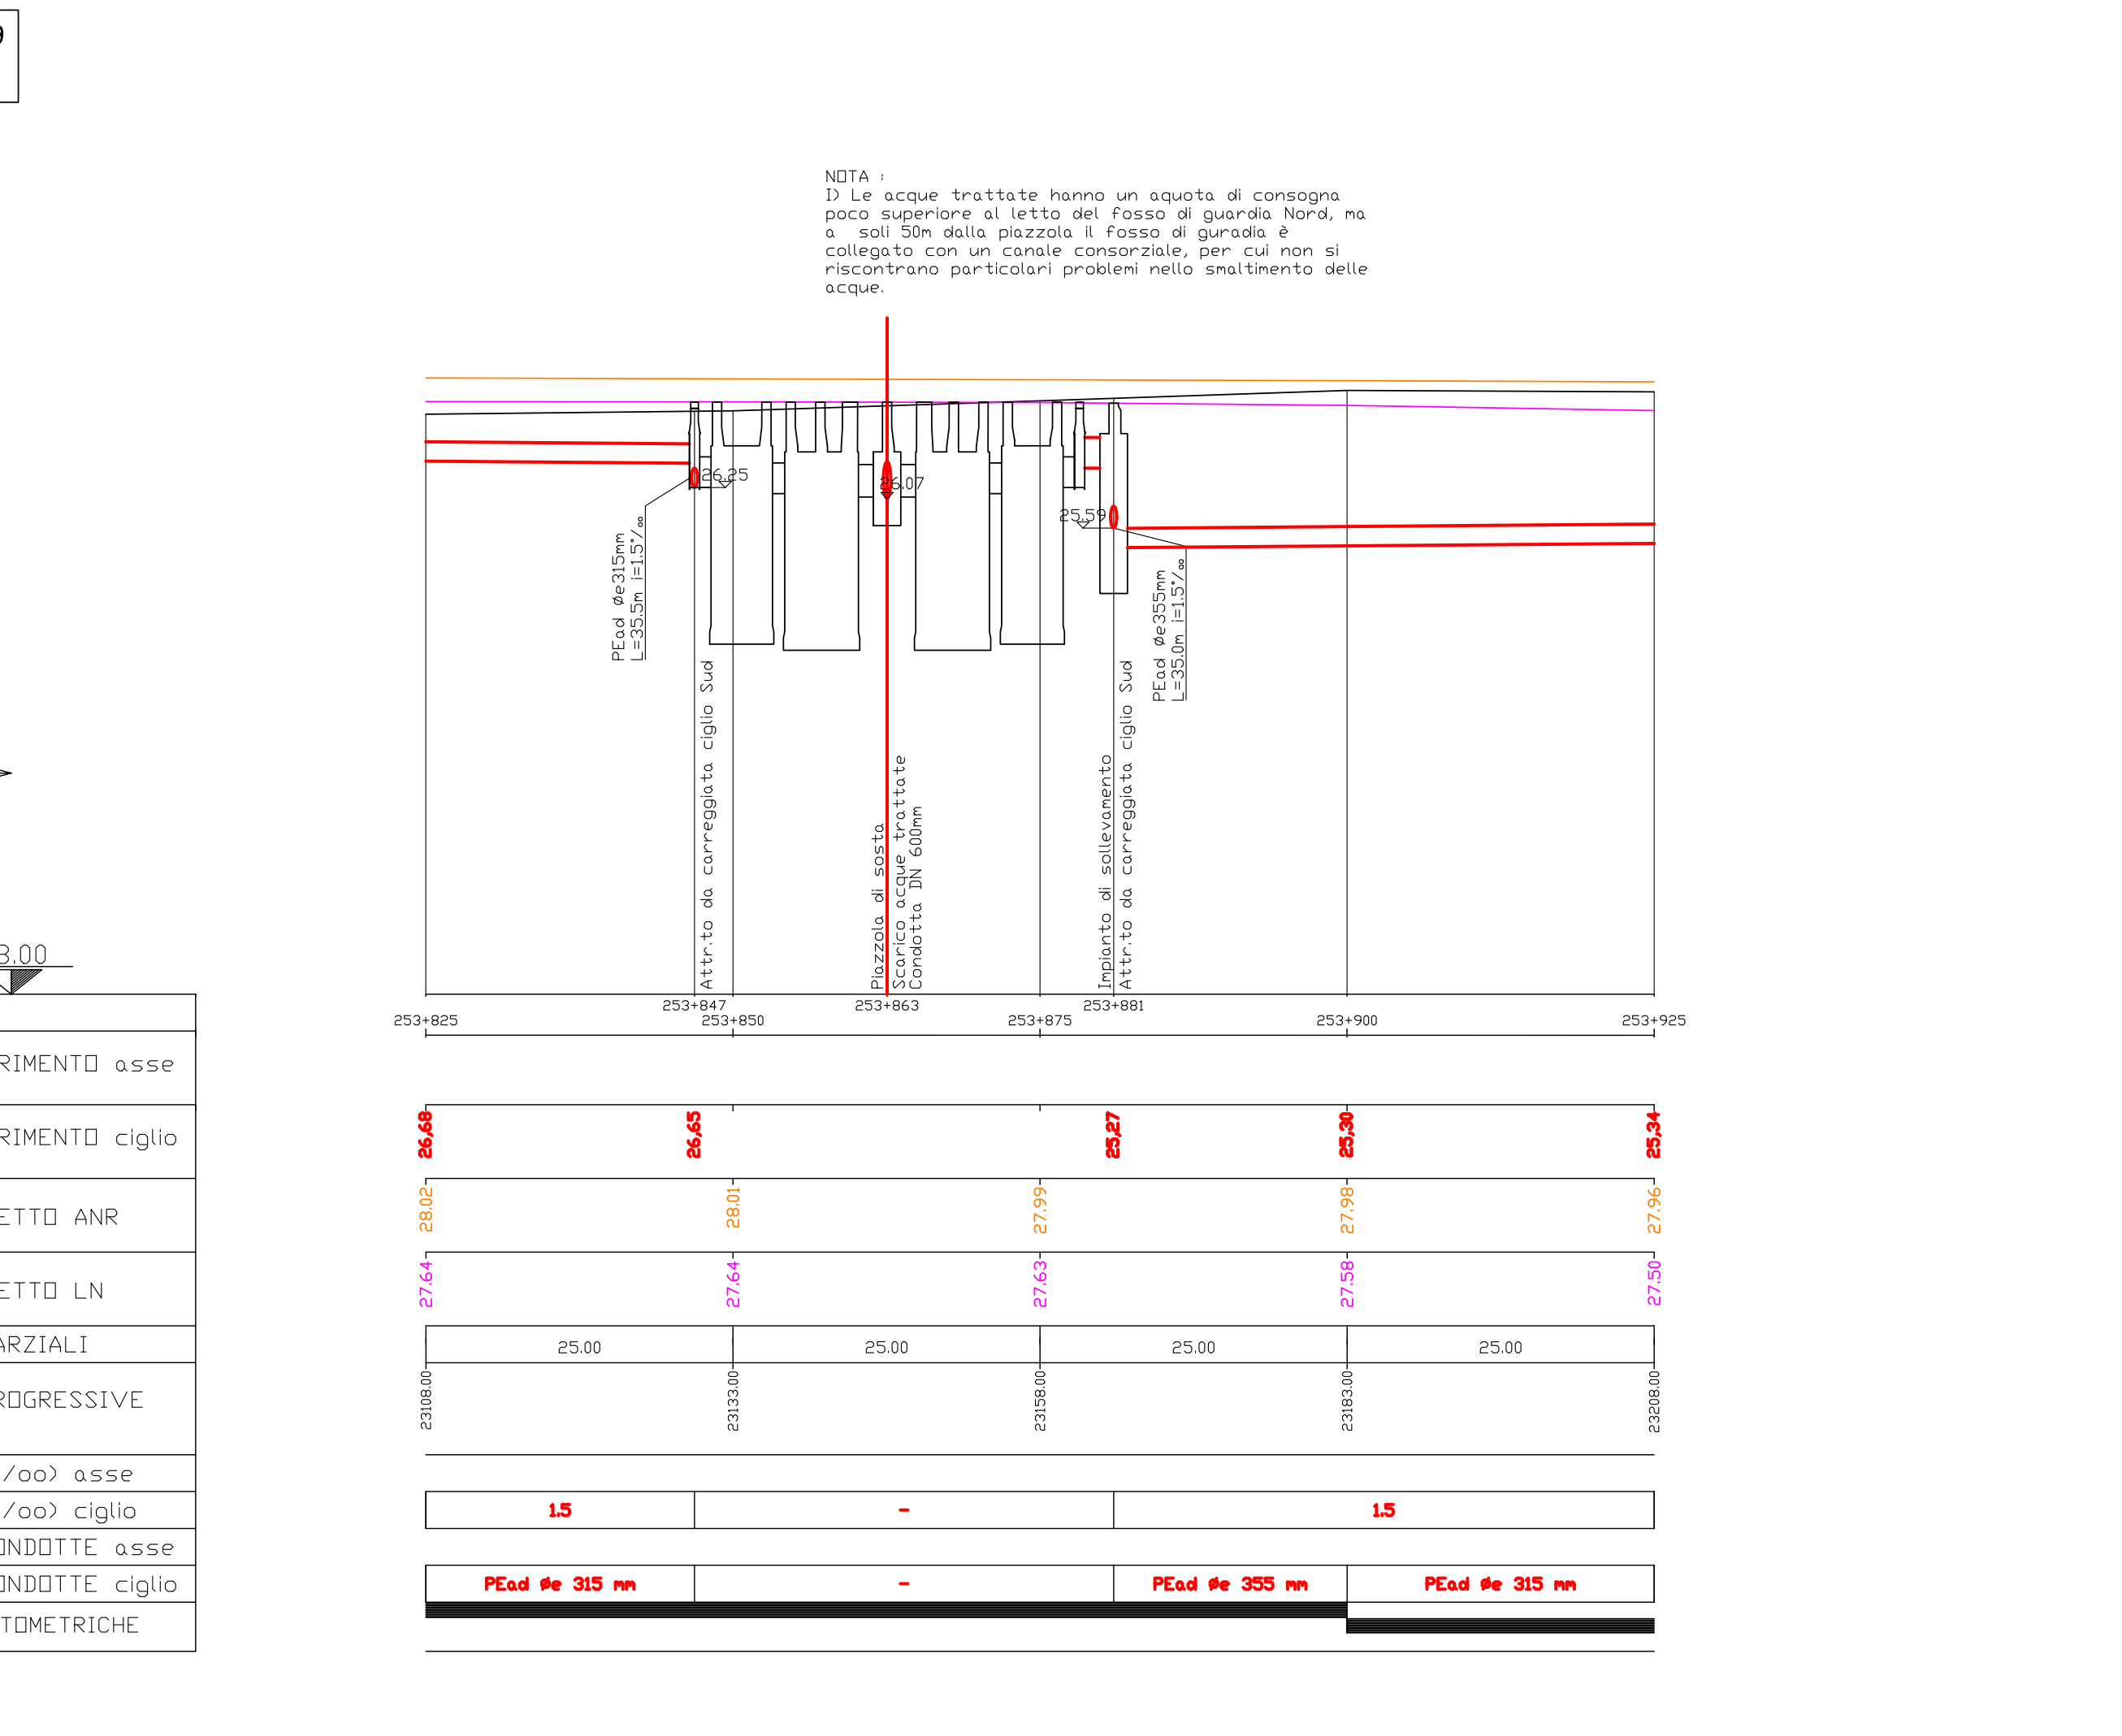 NOTA :
I) Le acque trattate hanno un aquota di consogna
poco superiore al letto del fosso di guardia Nord, ma
a soli 50m dalla piazzola il fosso di guradia è
collegato con un canale consorziale, per cui non si
riscontrano particolari problemi nello smaltimento delle
acque.
26.25
26.07
25.59
PEad Øe315mm
L=35.5m i=1.5°/∞
PEad Øe355mm
L=35.0m i=1.5°/∞
Attr.to da carreggiata ciglio Sud
Piazzola di sosta
Scarico acque trattate
Condotta DN 600mm
Impianto di sollevamento
Attr.to da carreggiata ciglio Sud
3.00
253+847 253+863 253+881
253+825 253+850 253+875 253+900 253+925
RIMENTO asse
RIMENTO ciglio 26,68 26,65 25,27 25,30 25,34
ETTO ANR 28.02 28.01 27.99 27.98 27.96
ETTO LN 27.64 27.64 27.63 27.58 27.50
ARZIALI 25.00 25.00 25.00 25.00
ROGRESSIVE 23108.00 23133.00 23158.00 23183.00 23208.00
/oo) asse
/oo) ciglio 1.5 - 1.5
ONDOTTE asse
ONDOTTE ciglio PEad Øe 315 mm - PEad Øe 355 mm PEad Øe 315 mm
TOMETRICHE